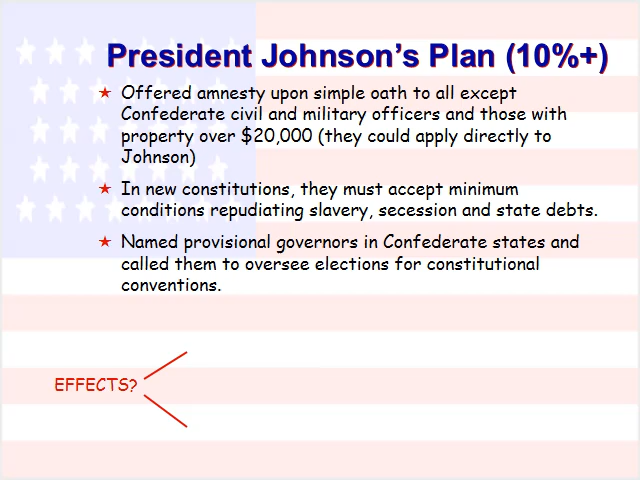 President Johnson’s Plan (10%+)
Offered amnesty upon simple oath to all except
Confederate civil and military officers and those with
property over $20,000 (they could apply directly to
Johnson)
In new constitutions, they must accept minimum
conditions repudiating slavery, secession and state debts.
Named provisional governors in Confederate states and
called them to oversee elections for constitutional
conventions.
EFFECTS?